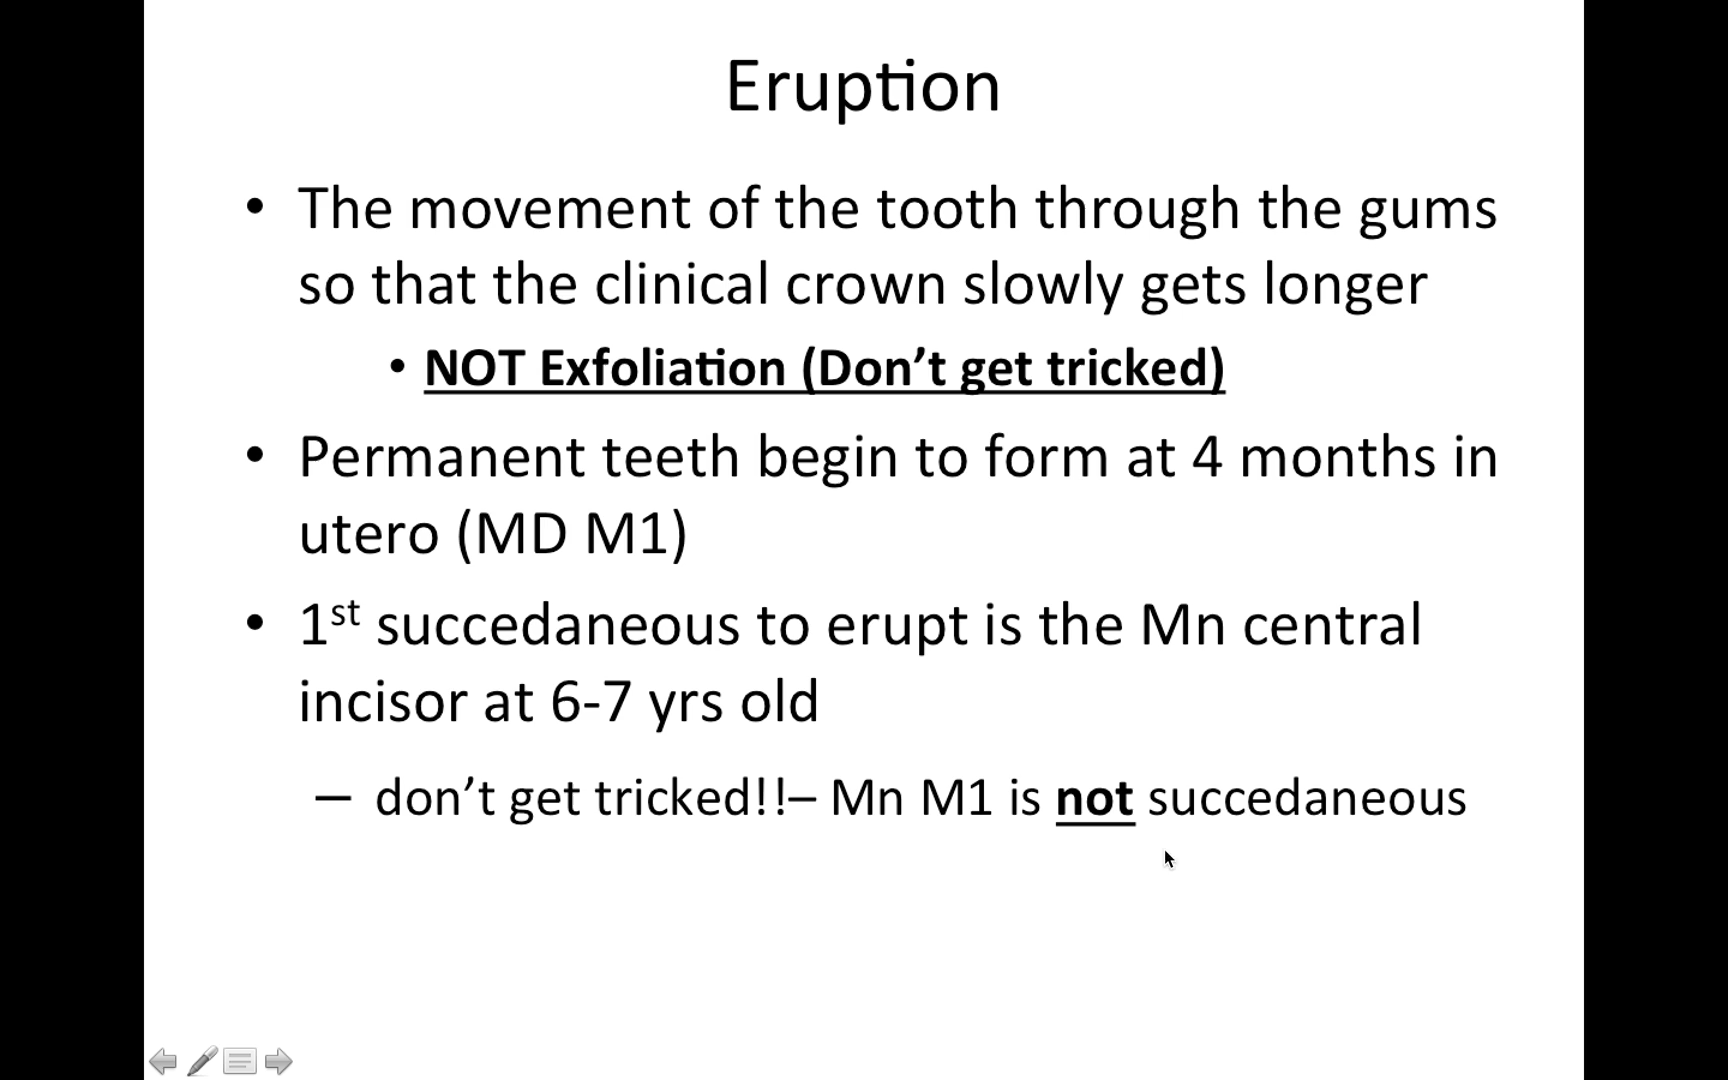 Eruption
• The movement of the tooth through the gums
so that the clinical crown slowly gets longer
• NOT Exfoliation (Don’t get tricked)
• Permanent teeth begin to form at 4 months in
utero (MD M1)
• 1st succedaneous to erupt is the Mn central
incisor at 6-7 yrs old
– don’t get tricked!!– Mn M1 is not succedaneous